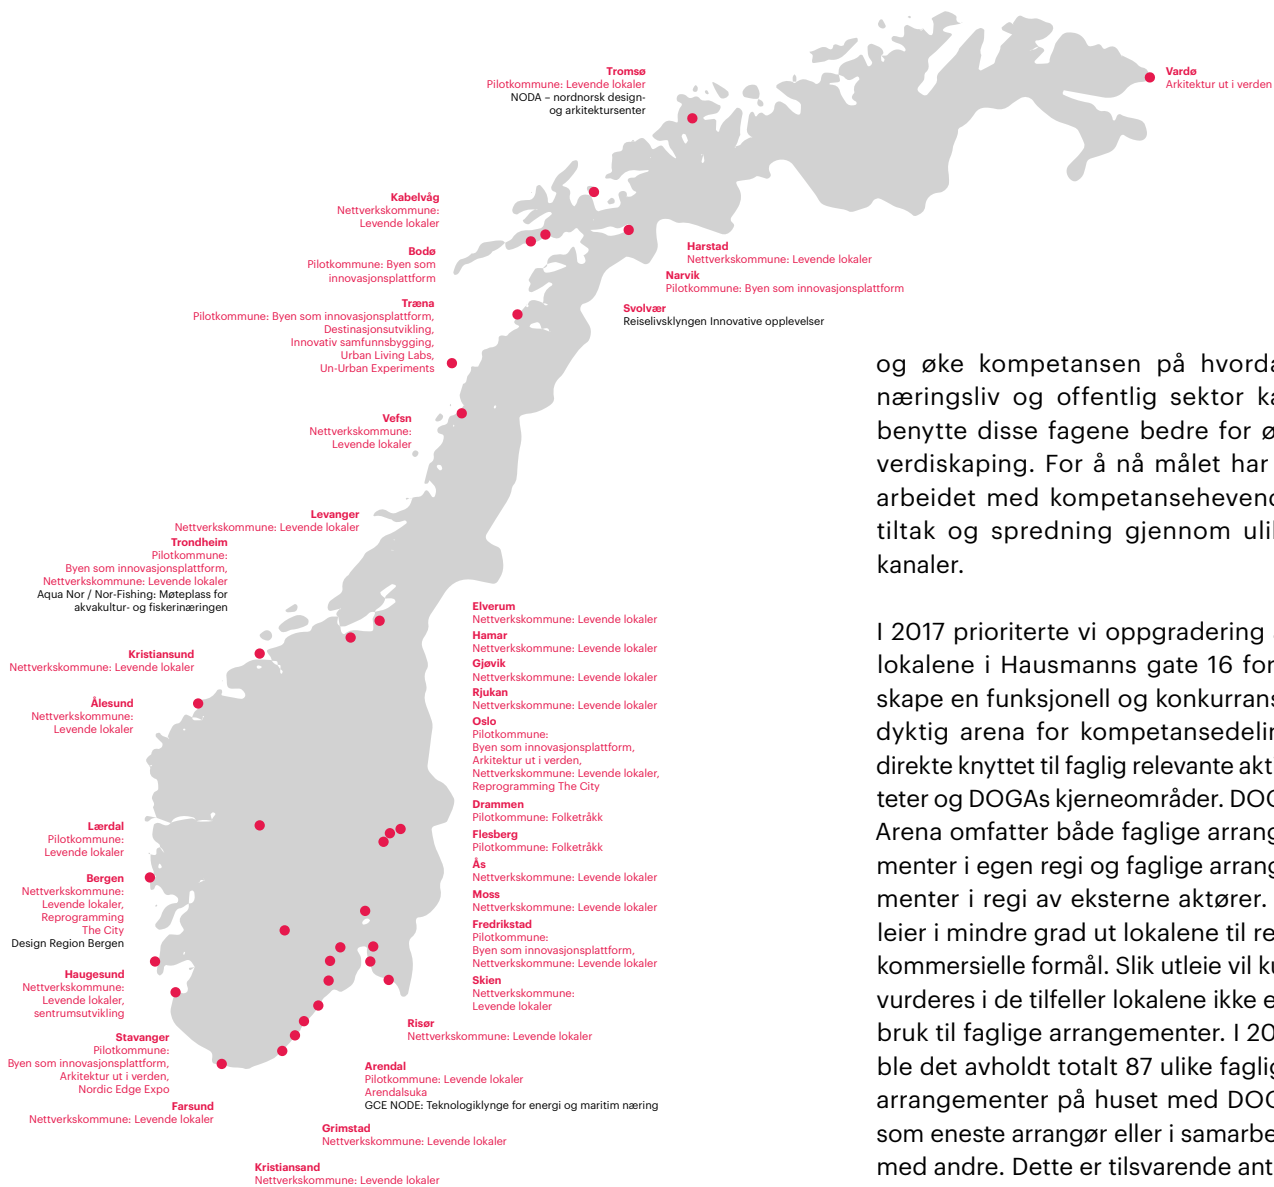 Tromsø
Pilotkommune: Levende lokaler
NODA – nordnorsk design-
og arkitektursenter
Vardø
Arkitektur ut i verden
Kabelvåg
Nettverkskommune:
Levende lokaler
Bodø
Pilotkommune: Byen som
innovasjonsplattform
Harstad
Nettverkskommune: Levende lokaler
Narvik
Pilotkommune: Byen som innovasjonsplattform
Svolvær
Reiselivsklyngen Innovative opplevelser
Træna
Pilotkommune: Byen som innovasjonsplattform,
Destinasjonsutvikling,
Innovativ samfunnsbygging,
Urban Living Labs,
Un-Urban Experiments
Vefsn
Nettverkskommune:
Levende lokaler
Levanger
Nettverkskommune: Levende lokaler
Trondheim
Pilotkommune:
Byen som innovasjonsplattform,
Nettverkskommune: Levende lokaler
Aqua Nor / Nor-Fishing: Møteplass for
akvakultur- og fiskerinæringen
Kristiansund
Nettverkskommune: Levende lokaler
Ålesund
Nettverkskommune:
Levende lokaler
Lærdal
Pilotkommune:
Levende lokaler
Bergen
Nettverkskommune:
Levende lokaler,
Reprogramming
The City
Design Region Bergen
Haugesund
Nettverkskommune:
Levende lokaler,
sentrumsutvikling
Stavanger
Pilotkommune:
Byen som innovasjonsplattform,
Arkitektur ut i verden,
Nordic Edge Expo
Farsund
Nettverkskommune: Levende lokaler
Elverum
Nettverkskommune: Levende lokaler
Hamar
Nettverkskommune: Levende lokaler
Gjøvik
Nettverkskommune: Levende lokaler
Rjukan
Nettverkskommune: Levende lokaler
Oslo
Pilotkommune:
Byen som innovasjonsplattform,
Arkitektur ut i verden,
Nettverkskommune: Levende lokaler,
Reprogramming The City
Drammen
Pilotkommune: Folketråkk
Flesberg
Pilotkommune: Folketråkk
Ås
Nettverkskommune: Levende lokaler
Moss
Nettverkskommune: Levende lokaler
Fredrikstad
Pilotkommune:
Byen som innovasjonsplattform,
Nettverkskommune: Levende lokaler
Skien
Nettverkskommune:
Levende lokaler
Risør
Nettverkskommune: Levende lokaler
Arendal
Pilotkommune: Levende lokaler
Arendalsuka
GCE NODE: Teknologiklynge for energi og maritim næring
Grimstad
Nettverkskommune: Levende lokaler
Kristiansand
Nettverkskommune: Levende lokaler
og øke kompetansen på hvorda
næringsliv og offentlig sektor ka
benytte disse fagene bedre for ø
verdiskaping. For å nå målet har
arbeidet med kompetanseheven
tiltak og spredning gjennom uli
kanaler.
I 2017 prioriterte vi oppgradering
lokalene i Hausmanns gate 16 for
skape en funksjonell og konkurrans
dyktig arena for kompetansedelin
direkte knyttet til faglig relevante akt
teter og DOGAs kjerneområder. DOG
Arena omfatter både faglige arrang
menter i egen regi og faglige arrang
menter i regi av eksterne aktører.
leier i mindre grad ut lokalene til re
kommersielle formål. Slik utleie vil ku
vurderes i de tilfeller lokalene ikke e
bruk til faglige arrangementer. I 20
ble det avholdt totalt 87 ulike faglig
arrangementer på huset med DOG
som eneste arrangør eller i samarbe
med andre. Dette er tilsvarende ant